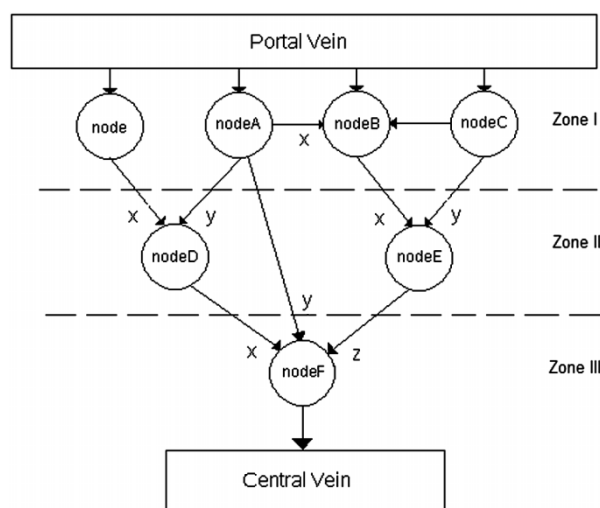 Portal Vein
node
nodeA
nodeB
nodeC
Zone I
x
x
y
x
y
nodeD
nodeE
Zone II
y
x
z
nodeF
Zone III
Central Vein